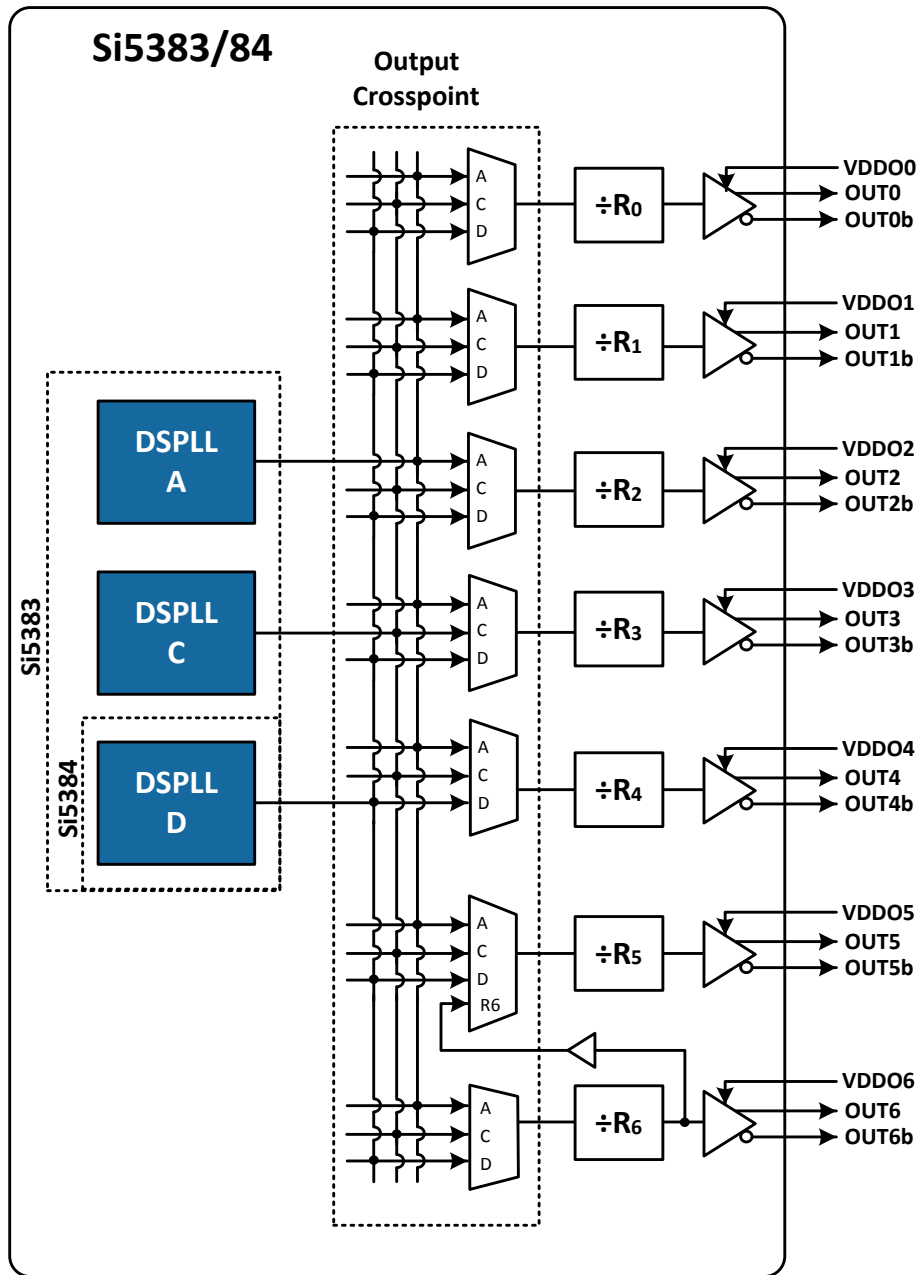 Si5383/84
Output
Crosspoint
A
C
D
÷R0
VDDO0
OUT0
OUT0b
A
C
D
÷R1
VDDO1
OUT1
OUT1b
Si5383
DSPLL
A
A
C
D
÷R2
VDDO2
OUT2
OUT2b
DSPLL
C
A
C
D
÷R3
VDDO3
OUT3
OUT3b
Si5384
DSPLL
D
A
C
D
÷R4
VDDO4
OUT4
OUT4b
A
C
D
R6
÷R5
VDDO5
OUT5
OUT5b
A
C
D
÷R6
VDDO6
OUT6
OUT6b